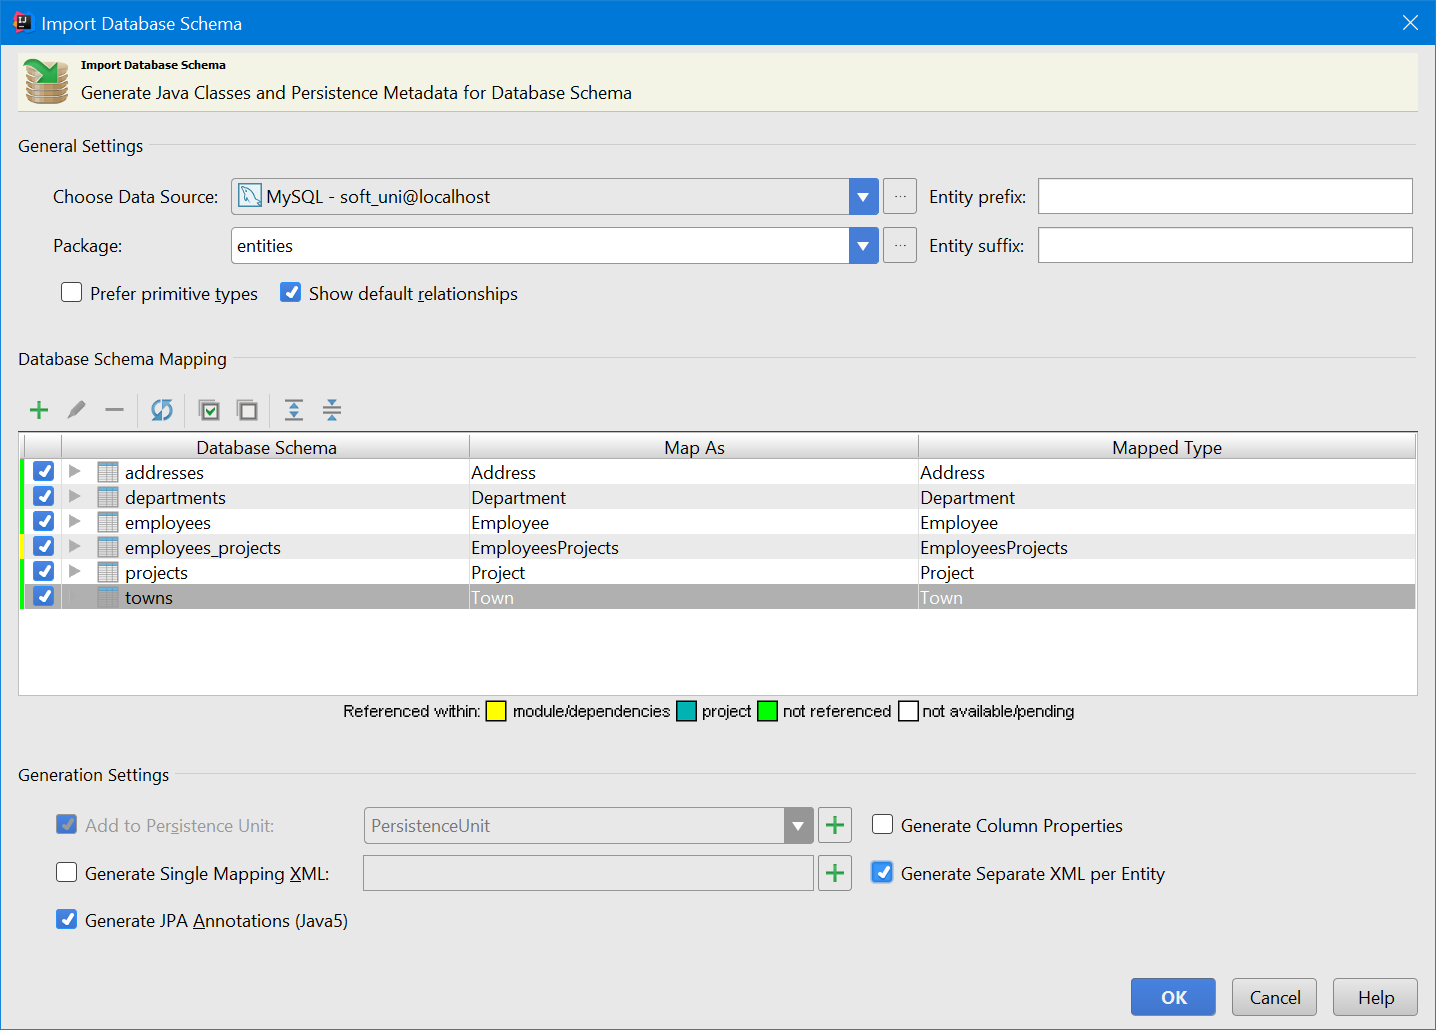 Import Database Schema
Import Database Schema
Generate Java Classes and Persistence Metadata for Database Schema
General Settings
Choose Data Source: MySQL - soft_uni@localhost ... Entity prefix:
Package: entities ... Entity suffix:
Prefer primitive types Show default relationships
Database Schema Mapping
Database Schema Map As Mapped Type
addresses Address Address
departments Department Department
employees Employee Employee
employees_projects EmployeesProjects EmployeesProjects
projects Project Project
towns Town Town
Referenced within: module/dependencies project not referenced not available/pending
Generation Settings
Add to Persistence Unit: PersistenceUnit Generate Column Properties
Generate Single Mapping XML: Generate Separate XML per Entity
Generate JPA Annotations (Java5)
OK Cancel Help